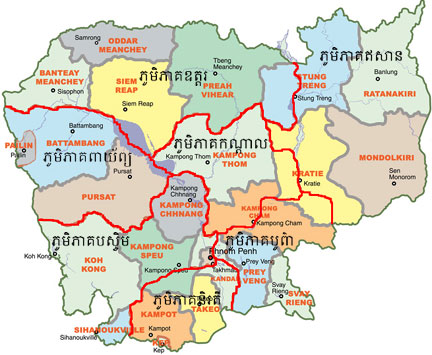 ODDAR
MEANCHEY
Samrong
BANTEAY
MEANCHEY
Sisophon
SIEM
REAP
Siem Reap
ភូមិភាគឧត្តរ
Tbeng
Meanchey
PREAH
VIHEAR
ភូមិភាគឥសាន
STUNG
TRENG
Stung Treng
Banlung
RATANAKIRI
Battambang
BATTAMBANG
PAILIN
Pailin
ភូមិភាគពាយ័ព្យ
Pursat
PURSAT
ភូមិភាគកណ្តាល
Kampong Thom
KAMPONG
THOM
KRATIE
Kratie
MONDOLKIRI
Sen
Monorom
Kampong
Chhnang
KAMPONG
CHHNANG
KAMPONG
CHAM
Kampong Cham
ភូមិភាគបស្ចិម
Koh Kong
KOH
KONG
KAMPONG
SPEU
Kampong Speu
Phnom Penh
Takhmau
KANDAL
ភូមិភាគបូព៌ា
Prey Veng
PREY
VENG
Svay
Rieng
SVAY
RIENG
ភូមិភាគនិរតី
TAKEO
KAMPOT
Kampot
SIHANOUKVILLE
Sihanoukville
KEP
Kep